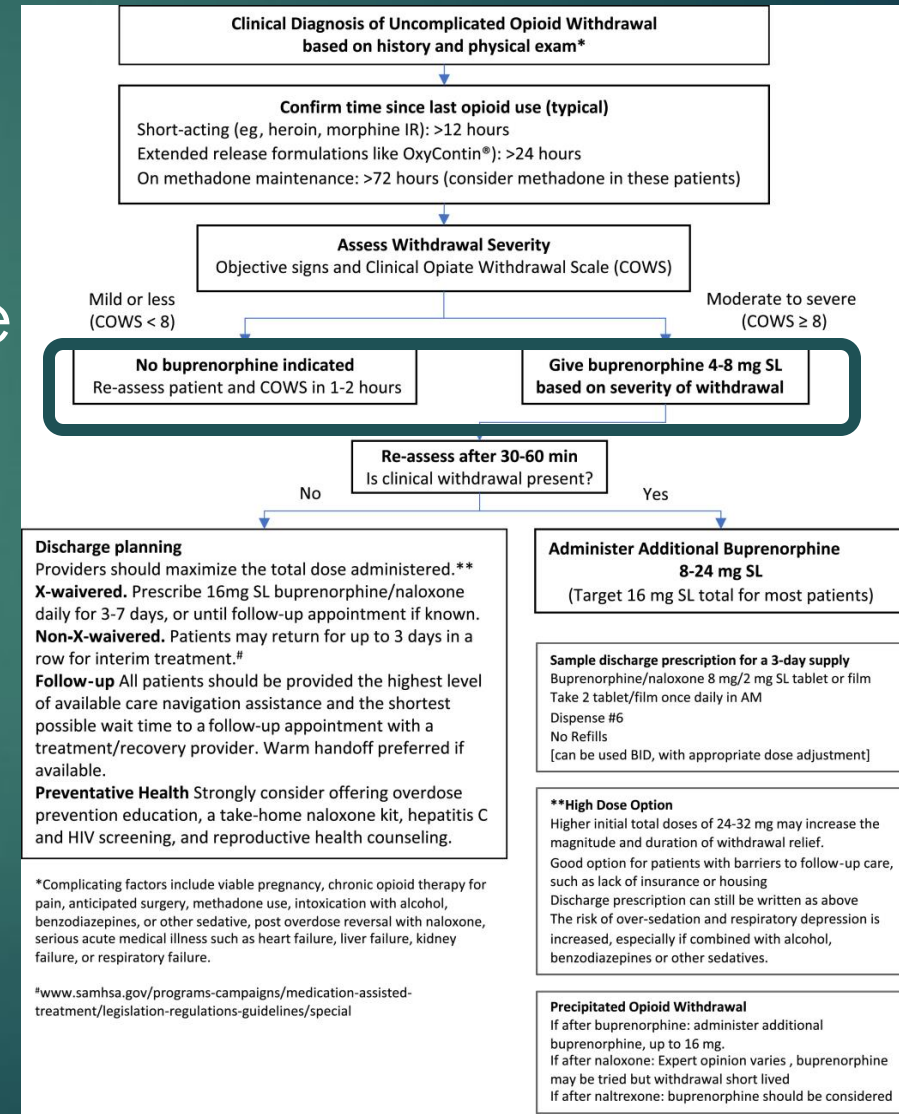 Clinical Diagnosis of Uncomplicated Opioid Withdrawal
based on history and physical exam*
Confirm time since last opioid use (typical)
Short-acting (eg, heroin, morphine IR): >12 hours
Extended release formulations like OxyContin®): >24 hours
On methadone maintenance: >72 hours (consider methadone in these patients)
Assess Withdrawal Severity
Objective signs and Clinical Opiate Withdrawal Scale (COWS)
Mild or less
(COWS < 8)
Moderate to severe
(COWS ≥ 8)
e
No buprenorphine indicated
Re-assess patient and COWS in 1-2 hours
Give buprenorphine 4-8 mg SL
based on severity of withdrawal
Re-assess after 30-60 min
Is clinical withdrawal present?
No
Yes
Discharge planning
Providers should maximize the total dose administered.**
X-waivered. Prescribe 16mg SL buprenorphine/naloxone
daily for 3-7 days, or until follow-up appointment if known.
Non-X-waivered. Patients may return for up to 3 days in a
row for interim treatment.#
Follow-up All patients should be provided the highest level
of available care navigation assistance and the shortest
possible wait time to a follow-up appointment with a
treatment/recovery provider. Warm handoff preferred if
available.
Preventative Health Strongly consider offering overdose
prevention education, a take-home naloxone kit, hepatitis C
and HIV screening, and reproductive health counseling.
Administer Additional Buprenorphine
8-24 mg SL
(Target 16 mg SL total for most patients)
Sample discharge prescription for a 3-day supply
Buprenorphine/naloxone 8 mg/2 mg SL tablet or film
Take 2 tablet/film once daily in AM
Dispense #6
No Refills
[can be used BID, with appropriate dose adjustment]
**High Dose Option
Higher initial total doses of 24-32 mg may increase the
magnitude and duration of withdrawal relief.
Good option for patients with barriers to follow-up care,
such as lack of insurance or housing
Discharge prescription can still be written as above
The risk of over-sedation and respiratory depression is
increased, especially if combined with alcohol,
benzodiazepines or other sedatives.
*Complicating factors include viable pregnancy, chronic opioid therapy for
pain, anticipated surgery, methadone use, intoxication with alcohol,
benzodiazepines, or other sedative, post overdose reversal with naloxone,
serious acute medical illness such as heart failure, liver failure, kidney
failure, or respiratory failure.
#www.samhsa.gov/programs-campaigns/medication-assisted-
treatment/legislation-regulations-guidelines/special
Precipitated Opioid Withdrawal
If after buprenorphine: administer additional
buprenorphine, up to 16 mg.
If after naloxone: Expert opinion varies , buprenorphine
may be tried but withdrawal short lived
If after naltrexone: buprenorphine should be considered